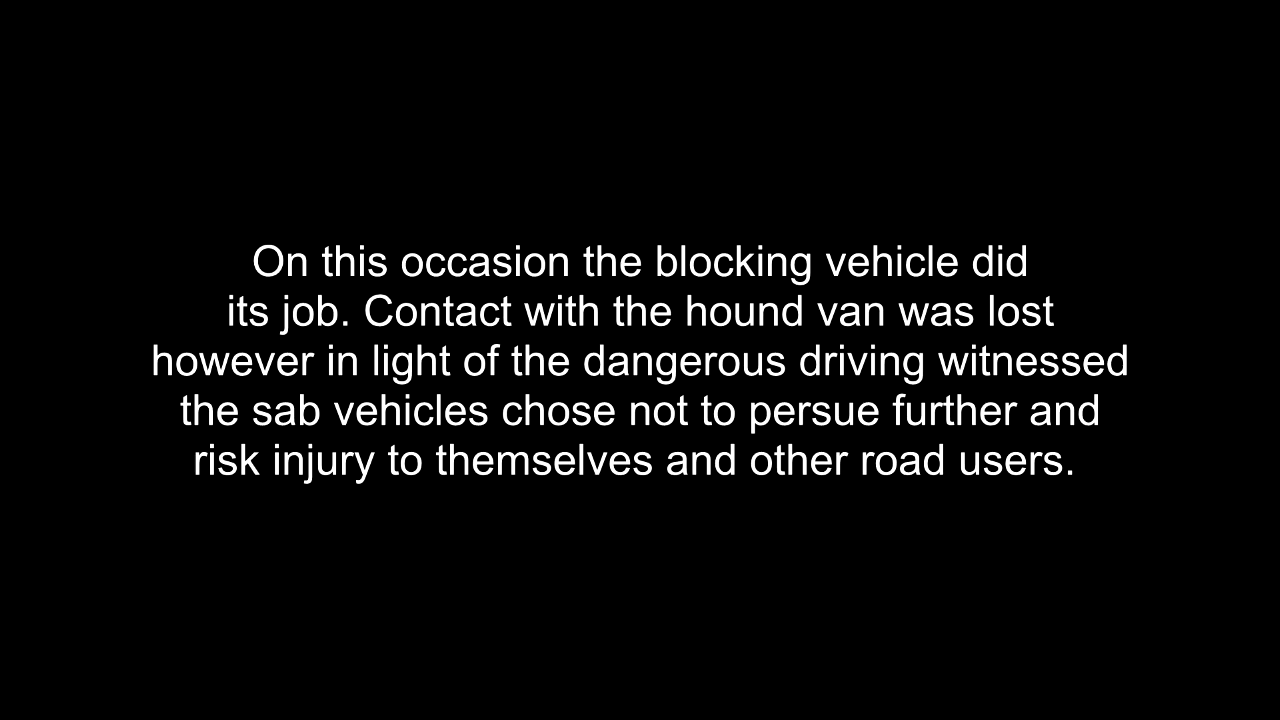 On this occasion the blocking vehicle did
its job. Contact with the hound van was lost
however in light of the dangerous driving witnessed
the sab vehicles chose not to persue further and
risk injury to themselves and other road users.